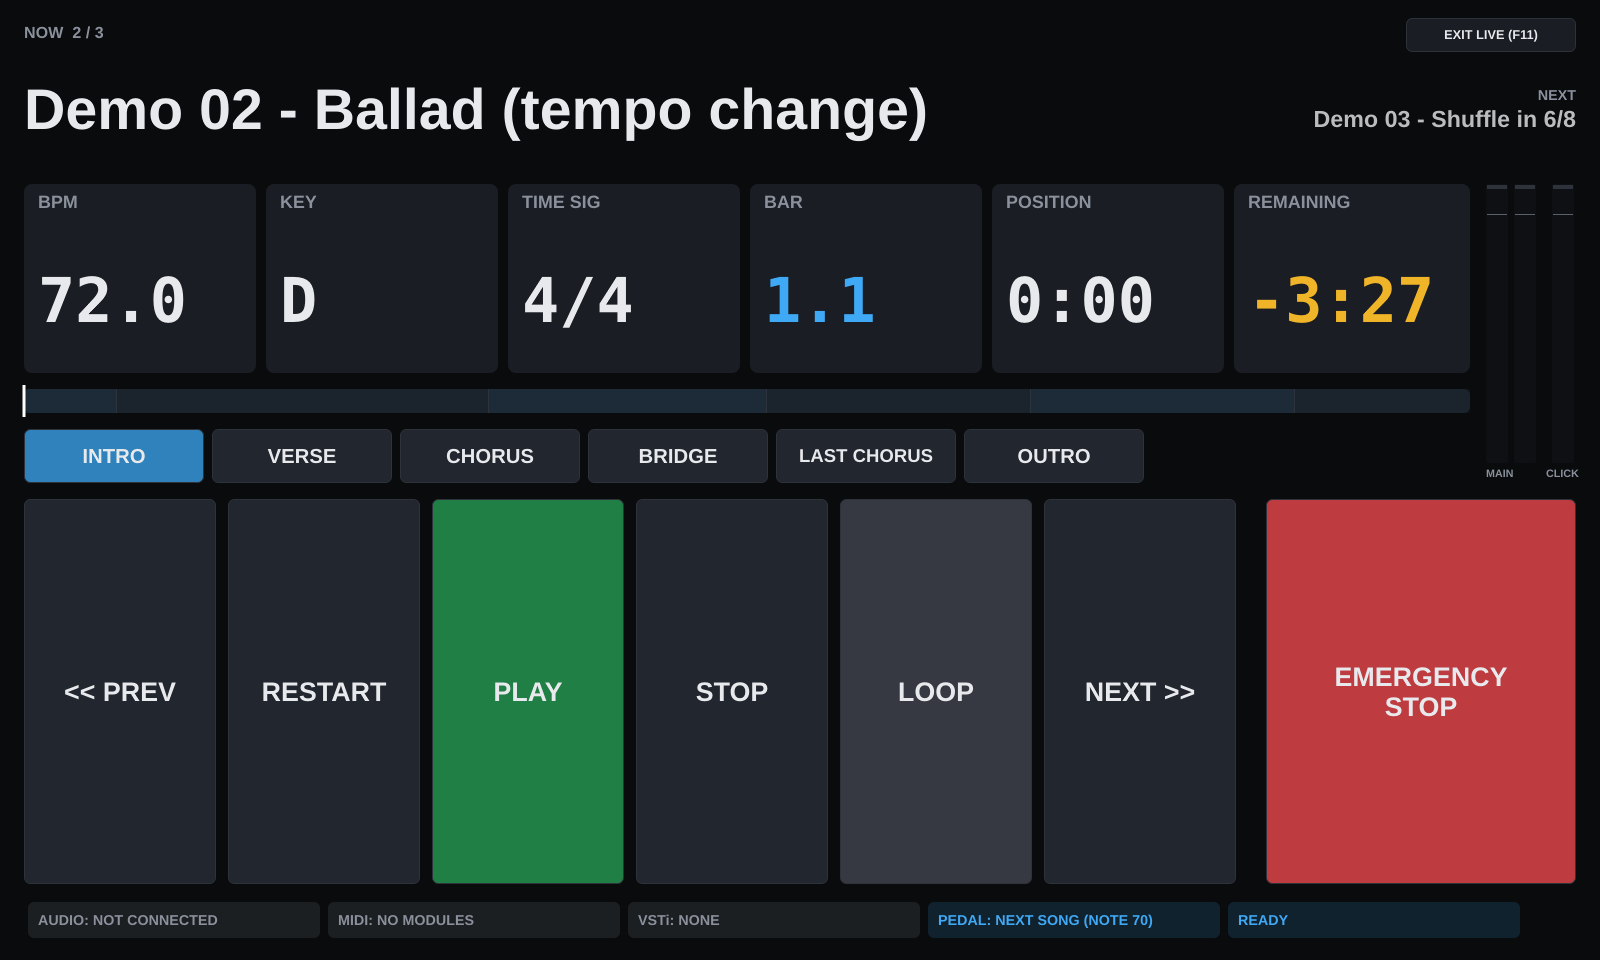 NOW 2 / 3
EXIT LIVE (F11)
Demo 02 - Ballad (tempo change)
NEXT
Demo 03 - Shuffle in 6/8
BPM
KEY
TIME SIG
BAR
POSITION
REMAINING
72.0
D
4/4
1.1
0:00
-3:27
INTRO
VERSE
CHORUS
BRIDGE
LAST CHORUS
OUTRO
MAIN
CLICK
<< PREV
RESTART
PLAY
STOP
LOOP
NEXT >>
EMERGENCY
STOP
AUDIO: NOT CONNECTED
MIDI: NO MODULES
VSTi: NONE
PEDAL: NEXT SONG (NOTE 70)
READY